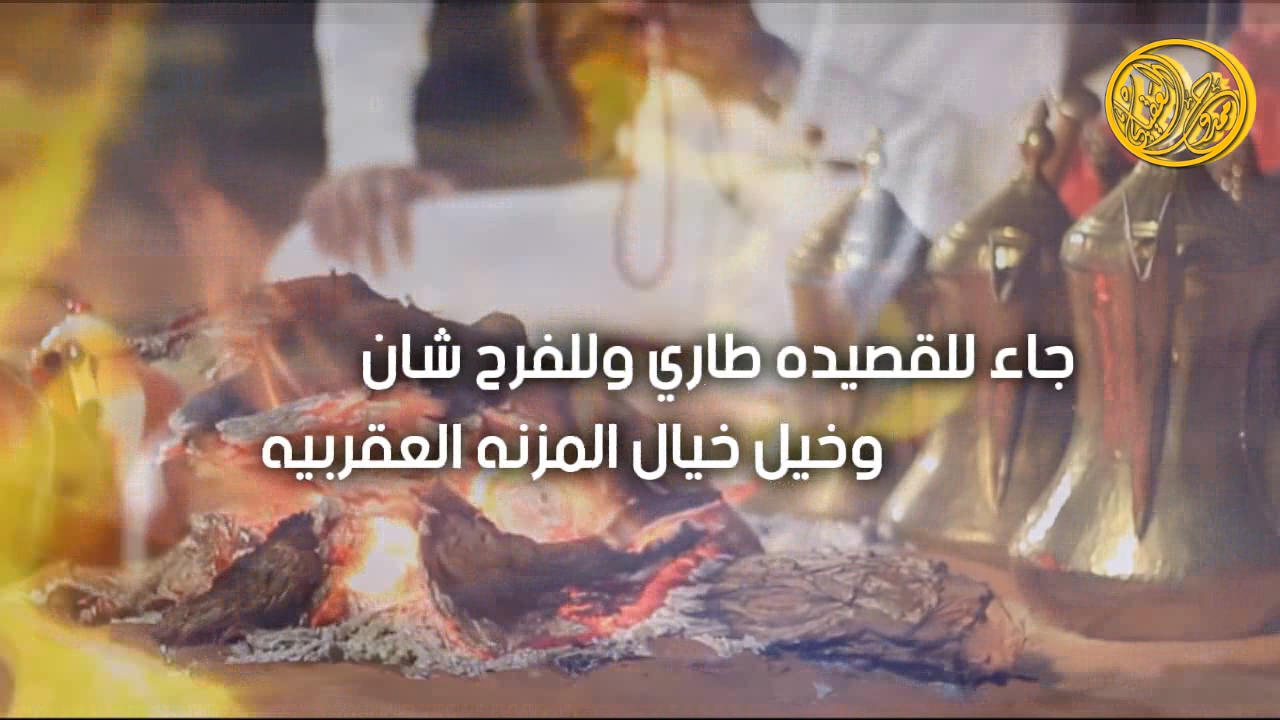 جاء للقصيده طاري وللفرح شان
وخيل خيال المزنه العقربيه